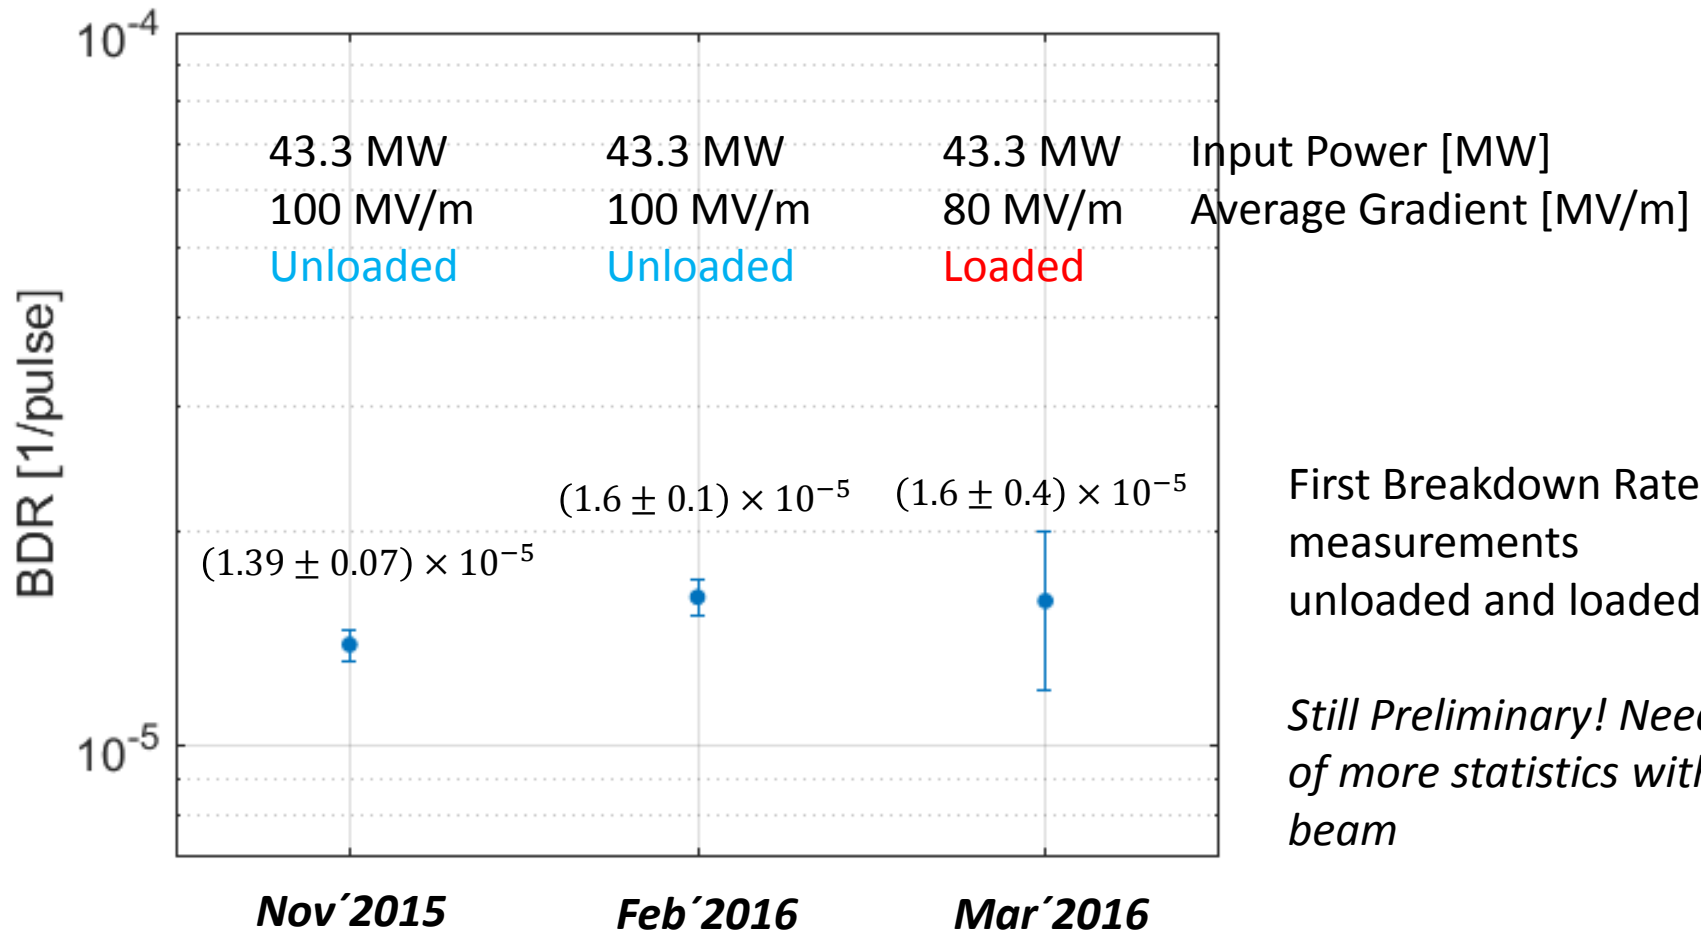 10^-4
43.3 MW 43.3 MW 43.3 MW Input Power [MW]
100 MV/m 100 MV/m 80 MV/m Average Gradient [MV/m]
Unloaded Unloaded Loaded
BDR [1/pulse]
(1.39 ± 0.07) × 10^−5
(1.6 ± 0.1) × 10^−5
(1.6 ± 0.4) × 10^−5
10^-5
Nov´2015 Feb´2016 Mar´2016
First Breakdown Rate
measurements
unloaded and loaded
Still Preliminary! Need
of more statistics with
beam